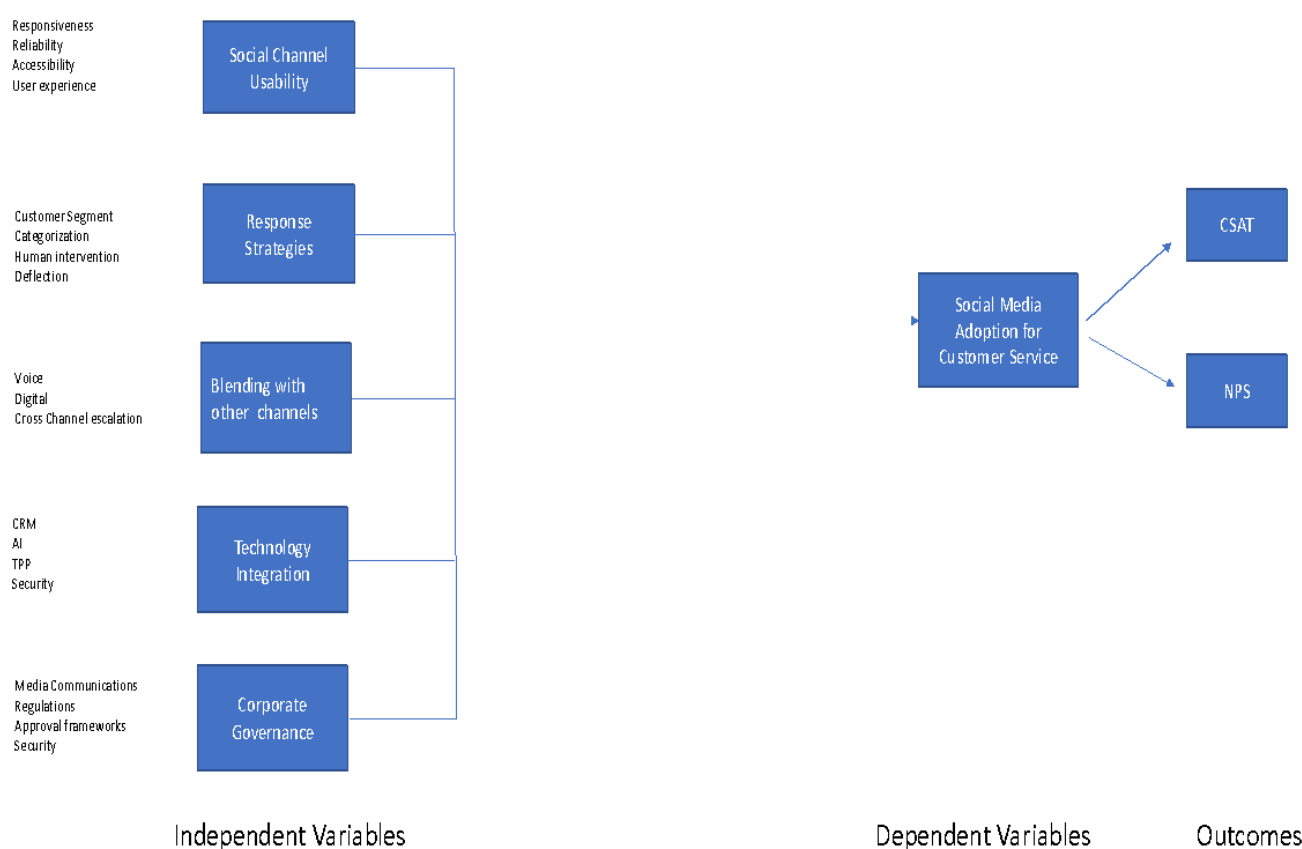 Responsiveness
Reliability
Accessibility
User experience
Social Channel
Usability
Customer Segment
Categorization
Human intervention
Deflection
Response
Strategies
Voice
Digital
Cross Channel escalation
Blending with
other channels
CRM
AI
TPP
Security
Technology
Integration
Media Communications
Regulations
Approval frameworks
Security
Corporate
Governance
Social Media
Adoption for
Customer Service
CSAT
NPS
Independent Variables
Dependent Variables
Outcomes